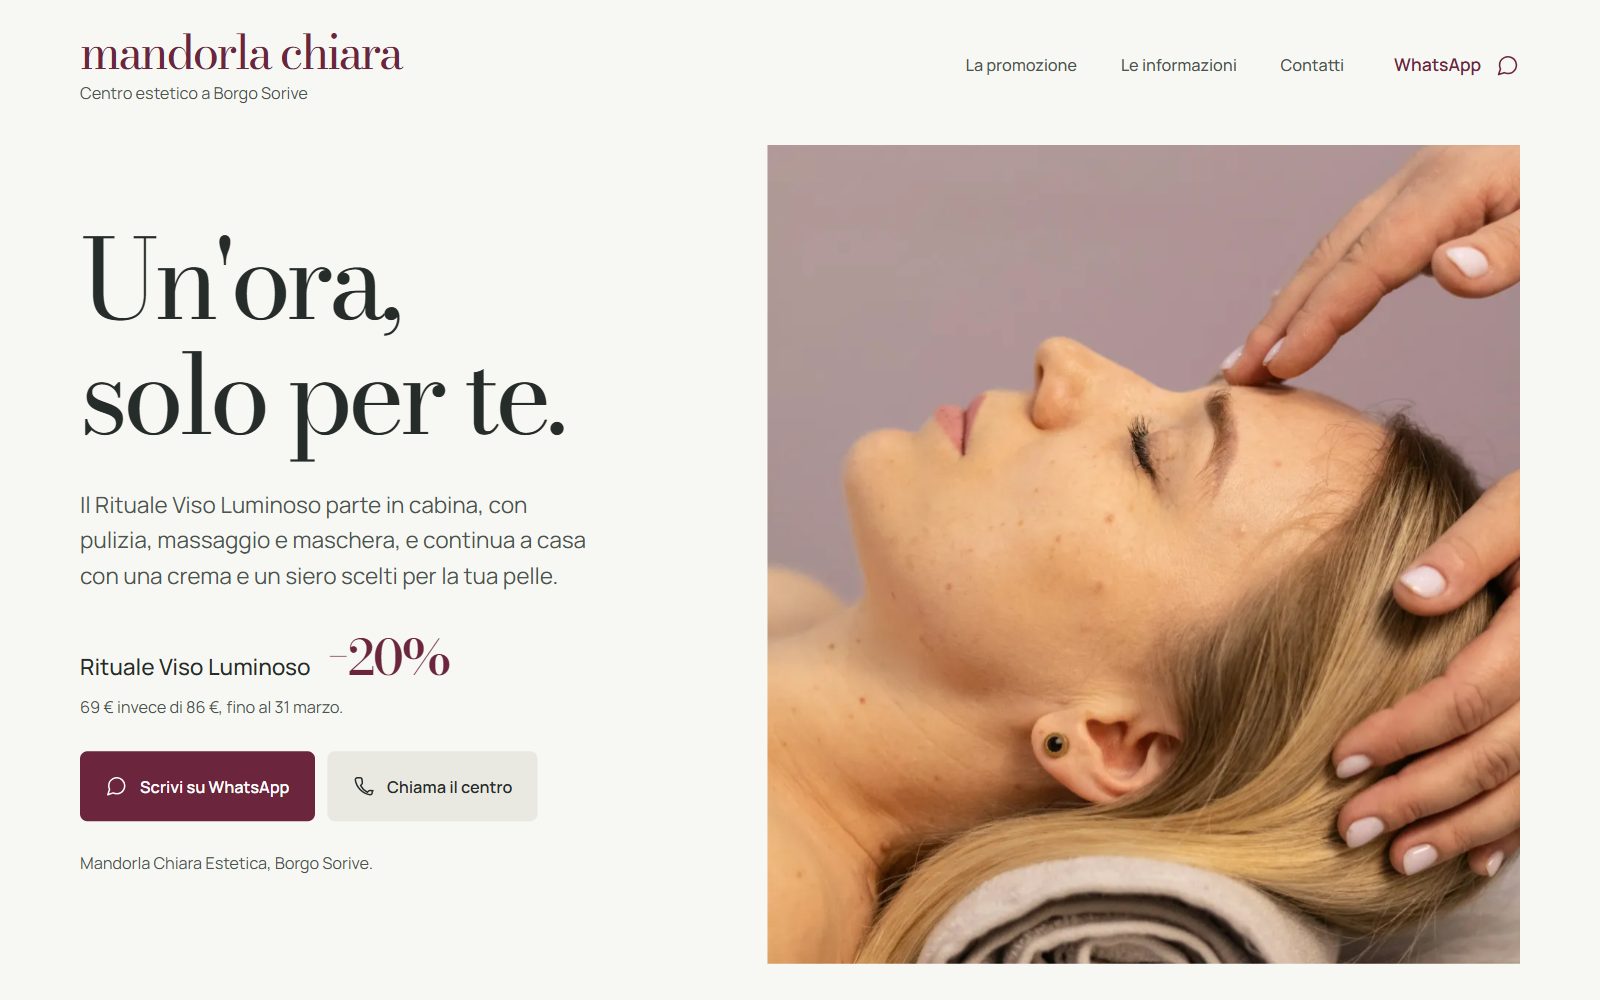 mandorla chiara
Centro estetico a Borgo Sorive
La promozione
Le informazioni
Contatti
WhatsApp
Un'ora,
solo per te.
Il Rituale Viso Luminoso parte in cabina, con
pulizia, massaggio e maschera, e continua a casa
con una crema e un siero scelti per la tua pelle.
Rituale Viso Luminoso –20%
69 € invece di 86 €, fino al 31 marzo.
Scrivi su WhatsApp
Chiama il centro
Mandorla Chiara Estetica, Borgo Sorive.